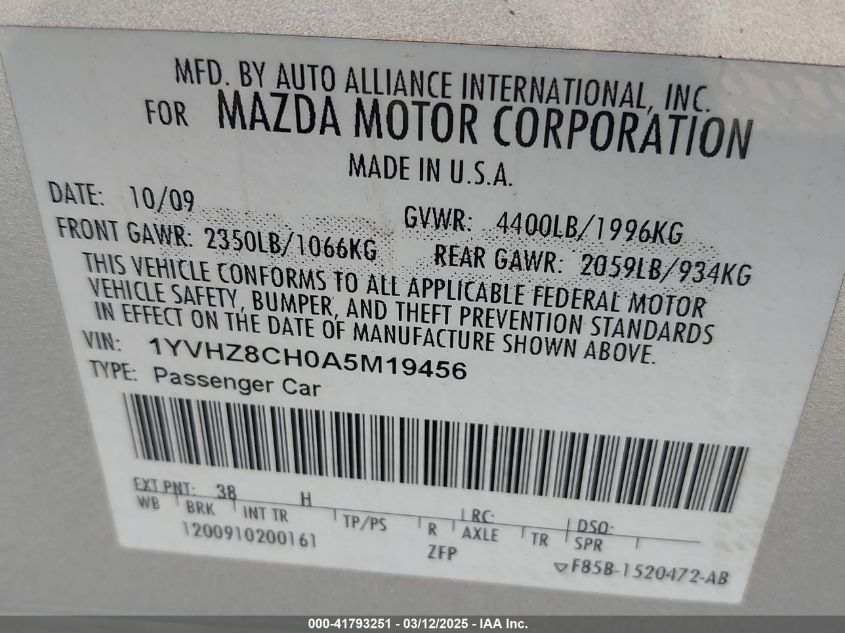 MFD. BY AUTO ALLIANCE INTERNATIONAL, INC.
FOR MAZDA MOTOR CORPORATION
MADE IN U.S.A.
DATE: 10/09 GVWR: 4400LB/1996KG
FRONT GAWR: 2350LB/1066KG REAR GAWR: 2059LB/934KG
THIS VEHICLE CONFORMS TO ALL APPLICABLE FEDERAL MOTOR
VEHICLE SAFETY, BUMPER, AND THEFT PREVENTION STANDARDS
IN EFFECT ON THE DATE OF MANUFACTURE SHOWN ABOVE.
VIN: 1YVHZ8CH0A5M19456
TYPE: Passenger Car
EXT PNT: 38 H LRC: DSO:
WB BRK INT TR TP/PS R AXLE TR SPR
1200910200161 ZFP
F85B-1520472-AB
000-41793251 - 03/12/2025 - IAA Inc.